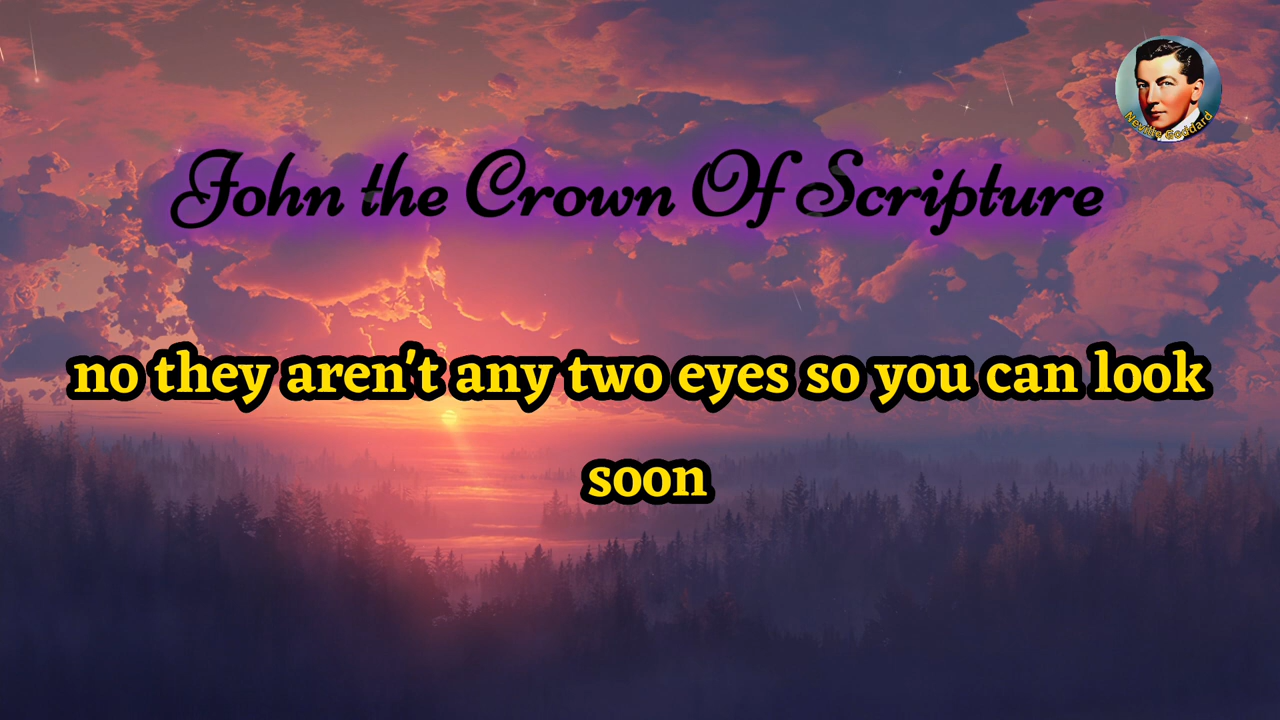 Neville Goddard
John the Crown Of Scripture
no they aren't any two eyes so you can look
soon